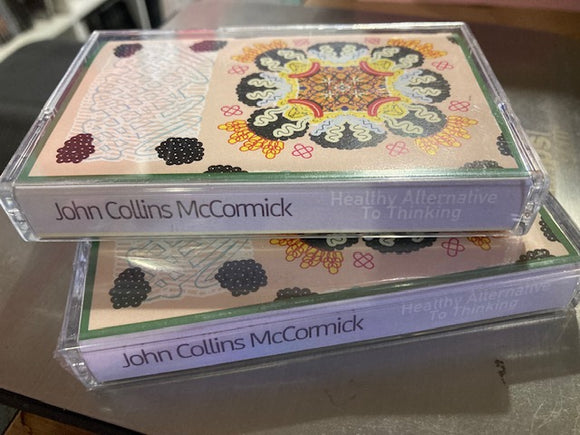 John Collins McCormick
Healthy Alternative
To Thinking
John Collins McCormick
Healthy Alternative
To Thinking